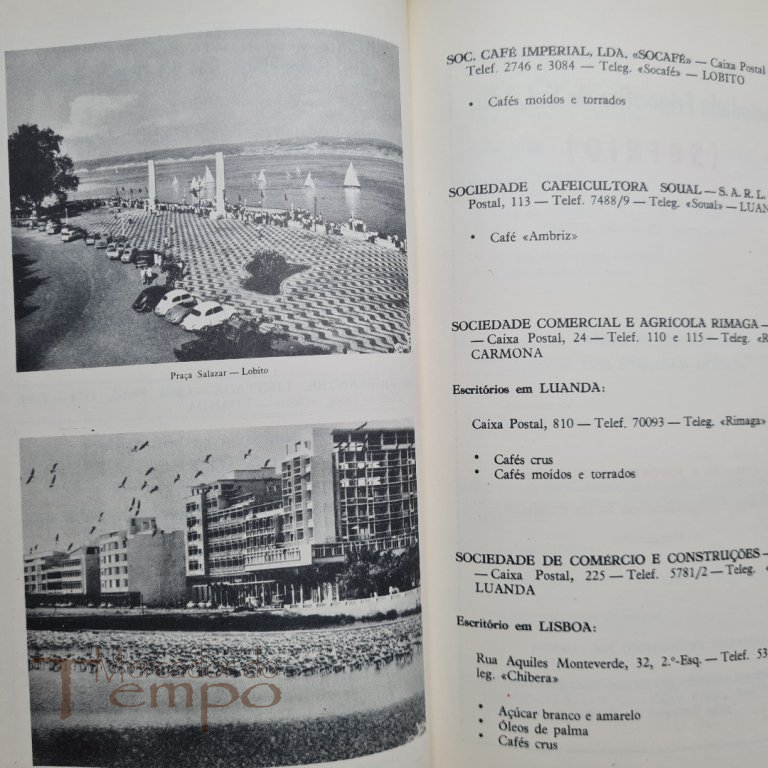 Praça Salazar — Lobito
Tempo
SOC. CAFÉ IMPERIAL, LDA. «SOCAFÉ» — Caixa Postal
Telef. 2746 e 3084 — Teleg. «Socafé» — LOBITO
• Cafés moídos e torrados
SOCIEDADE CAFEICULTORA SOUAL — S. A. R. L.
Postal, 113 — Telef. 7488/9 — Teleg. «Soual» — LUAN
• Café «Ambriz»
SOCIEDADE COMERCIAL E AGRÍCOLA RIMAGA —
— Caixa Postal, 24 — Telef. 110 e 115 — Teleg. «R
CARMONA
Escritórios em LUANDA:
Caixa Postal, 810 — Telef. 70093 — Teleg. «Rimaga»
• Cafés crus
• Cafés moídos e torrados
SOCIEDADE DE COMÉRCIO E CONSTRUÇÕES —
— Caixa Postal, 225 — Telef. 5781/2 — Teleg.
LUANDA
Escritório em LISBOA:
Rua Aquiles Monteverde, 32, 2.º-Esq. — Telef. 53
leg. «Chibera»
• Açúcar branco e amarelo
• Óleos de palma
• Cafés crus